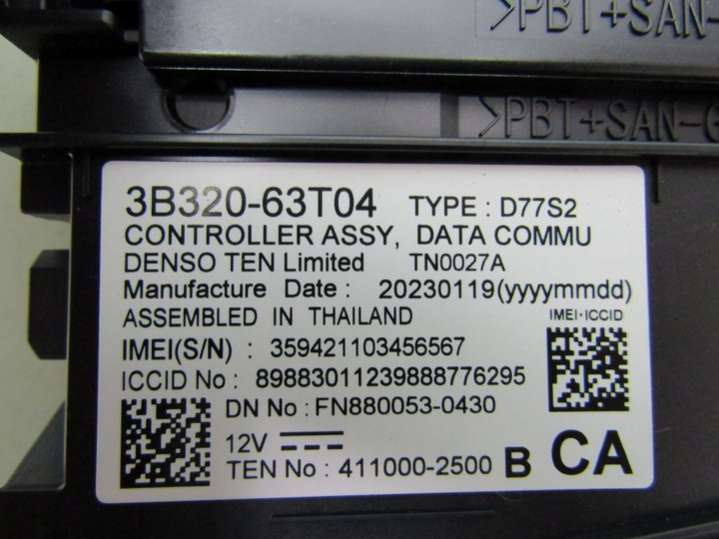 >PBT+SAN-
>PBT+SAN-G
3B320-63T04 TYPE : D77S2
CONTROLLER ASSY, DATA COMMU
DENSO TEN Limited TN0027A
Manufacture Date : 20230119(yyyymmdd)
ASSEMBLED IN THAILAND IMEI·ICCID
IMEI(S/N) : 359421103456567
ICCID No : 89883011239888776295
DN No : FN880053-0430
12V
TEN No : 411000-2500 B CA